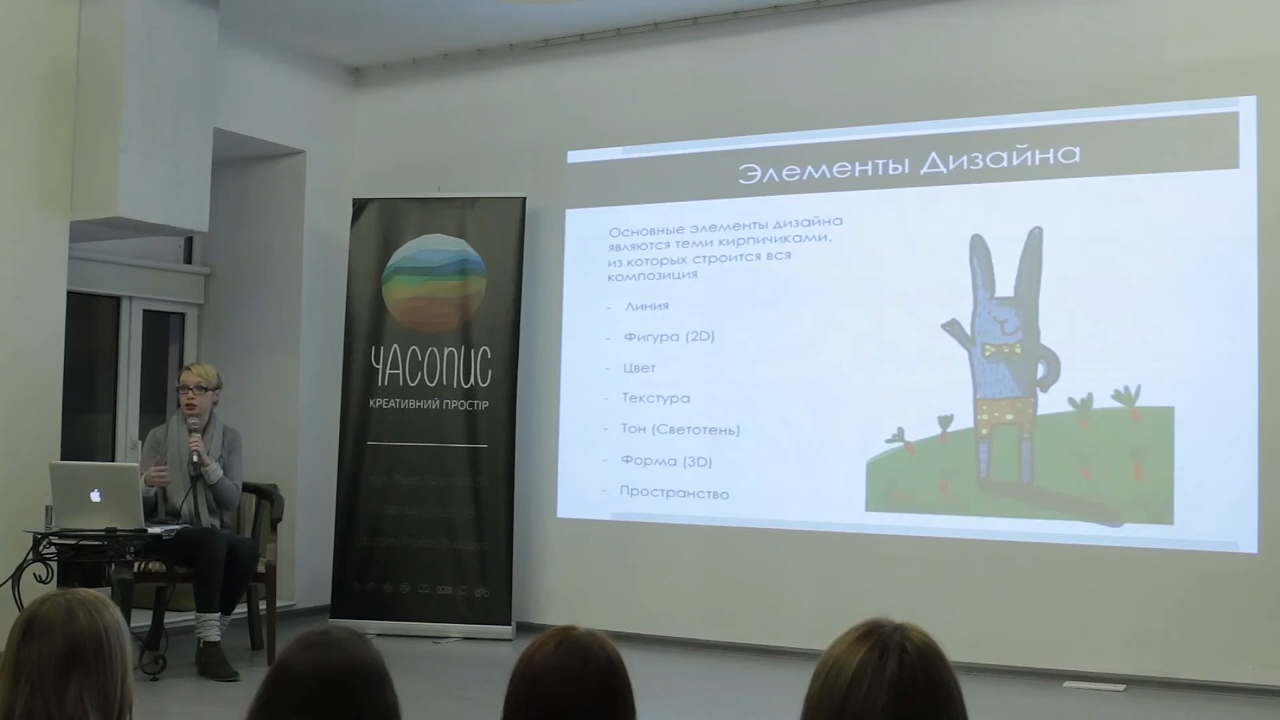 Элементы Дизайна
Основные элементы дизайна
являются теми кирпичиками,
из которых строится вся
композиция
- Линия
- Фигура (2D)
- Цвет
- Текстура
- Тон (Светотень)
- Форма (3D)
- Пространство
ЧАСОПИС
КРЕАТИВНИЙ ПРОСТІР